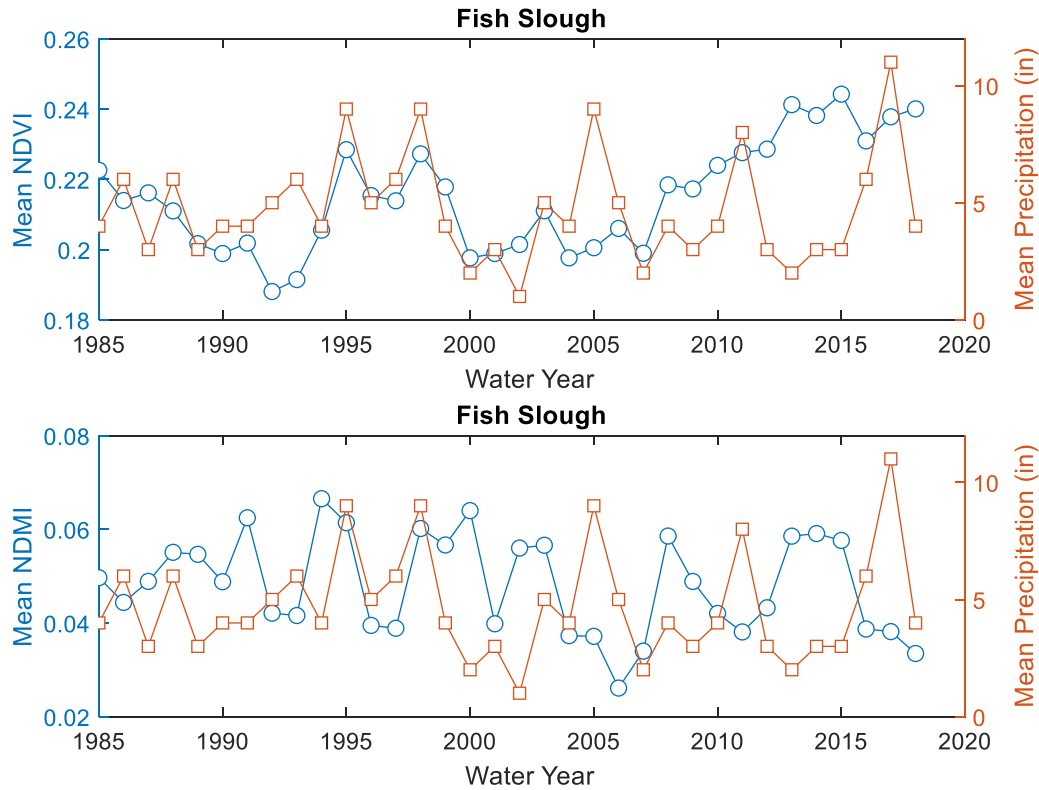 Fish Slough
0.26
0.24
0.22
0.2
0.18
Mean NDVI
10
5
0
Mean Precipitation (in)
1985 1990 1995 2000 2005 2010 2015 2020
Water Year
Fish Slough
0.08
0.06
0.04
0.02
Mean NDMI
10
5
0
Mean Precipitation (in)
1985 1990 1995 2000 2005 2010 2015 2020
Water Year